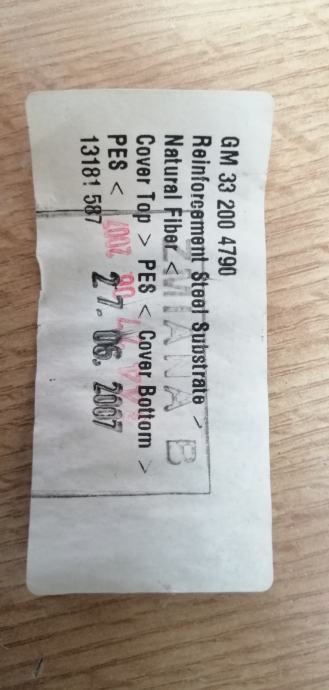 GM 33 200 4790
Reinforcement Steel Substrate >
Natural Fiber <
Cover Top > PES < Cover Bottom >
PES <
13181 587
ZMIANA B
27. 06. 2007